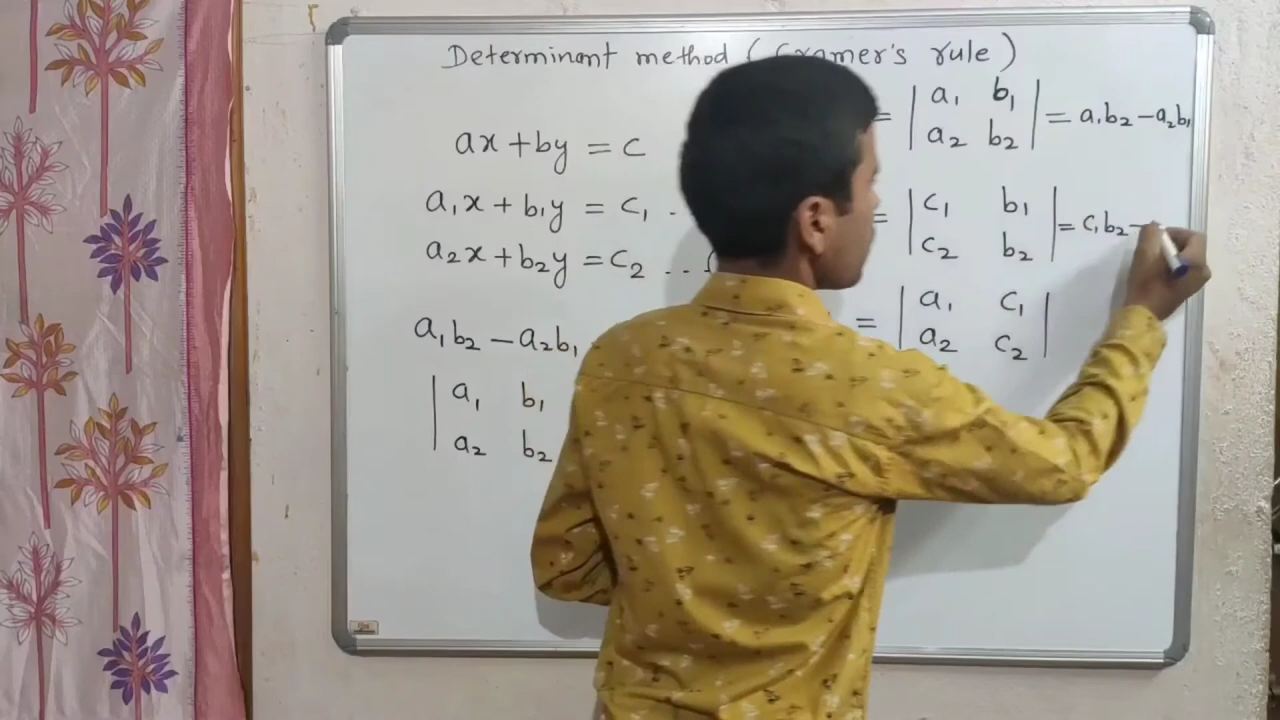 Determinant method (Cramer's rule)
ax + by = c
a₁x + b₁y = c₁ .
a₂x + b₂y = c₂ .. (
a₁b₂ − a₂b₁
| a₁ b₁
a₂ b₂
= | a₁ b₁ | = a₁b₂ − a₂b₁
a₂ b₂
= | c₁ b₁ | = c₁b₂ −
c₂ b₂
= | a₁ c₁ |
a₂ c₂